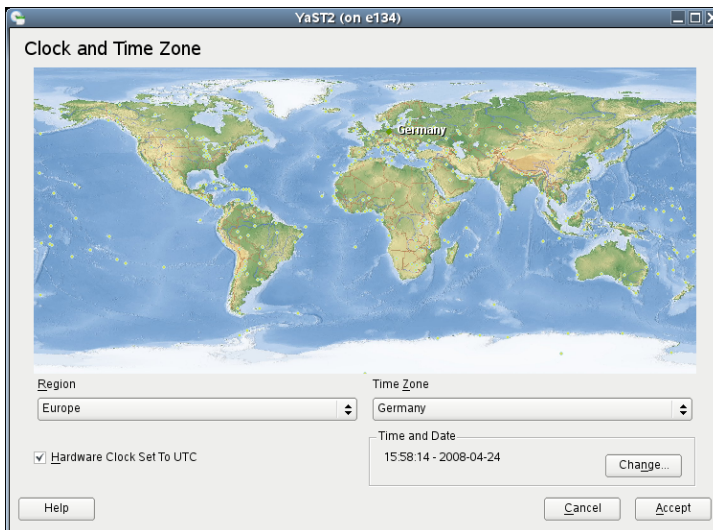 YaST2 (on e134)
Clock and Time Zone
Germany
Region
Time Zone
Europe
Germany
Time and Date
Hardware Clock Set To UTC
15:58:14 - 2008-04-24
Change...
Help
Cancel
Accept